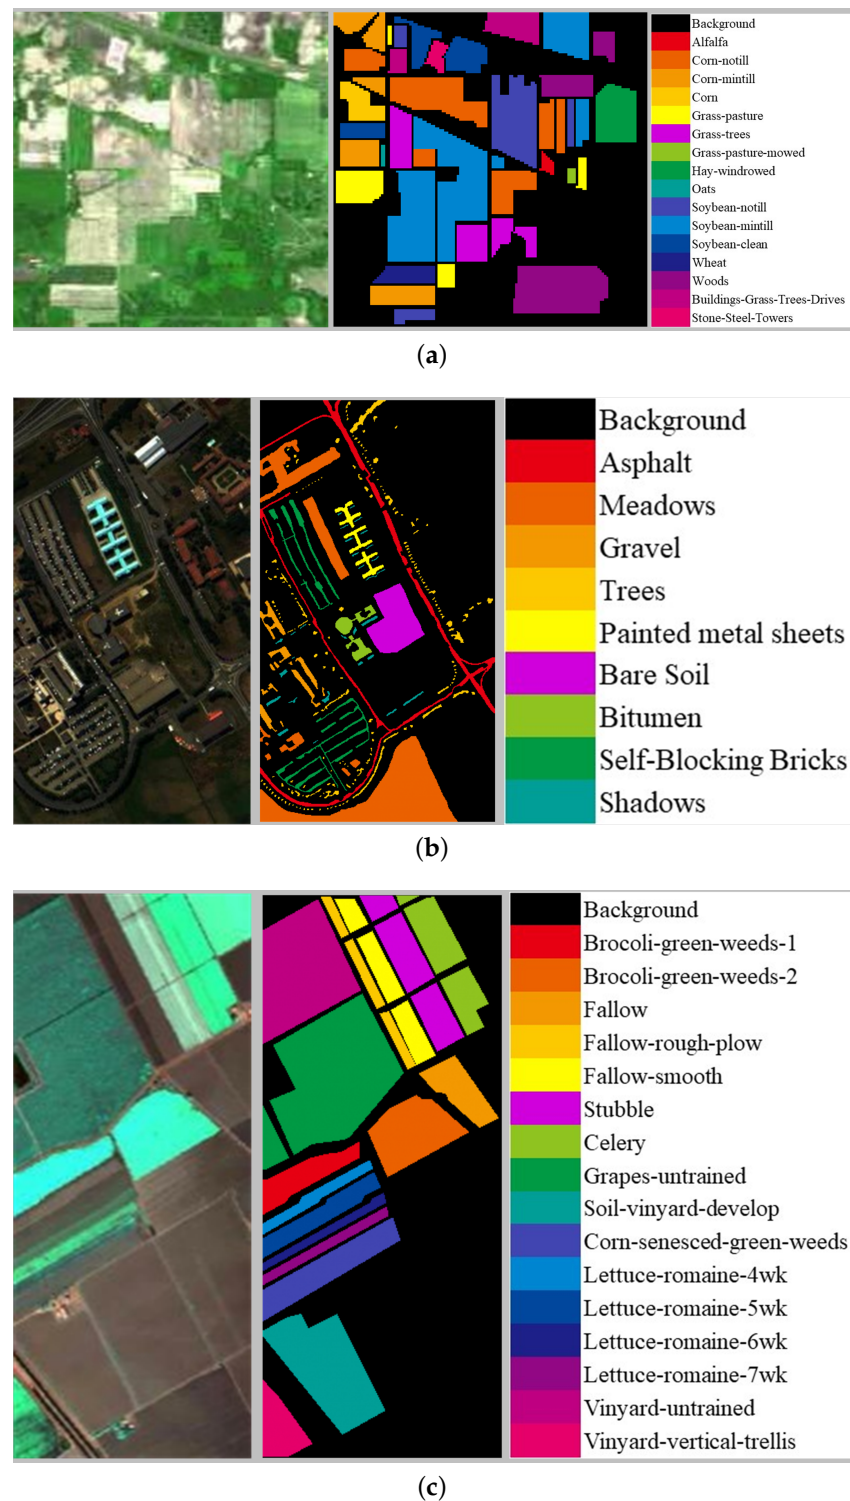 Background
Alfalfa
Corn-notill
Corn-mintill
Corn
Grass-pasture
Grass-trees
Grass-pasture-mowed
Hay-windrowed
Oats
Soybean-notill
Soybean-mintill
Soybean-clean
Wheat
Woods
Buildings-Grass-Trees-Drives
Stone-Steel-Towers
(a)
Background
Asphalt
Meadows
Gravel
Trees
Painted metal sheets
Bare Soil
Bitumen
Self-Blocking Bricks
Shadows
(b)
Background
Brocoli-green-weeds-1
Brocoli-green-weeds-2
Fallow
Fallow-rough-plow
Fallow-smooth
Stubble
Celery
Grapes-untrained
Soil-vinyard-develop
Corn-senesced-green-weeds
Lettuce-romaine-4wk
Lettuce-romaine-5wk
Lettuce-romaine-6wk
Lettuce-romaine-7wk
Vinyard-untrained
Vinyard-vertical-trellis
(c)